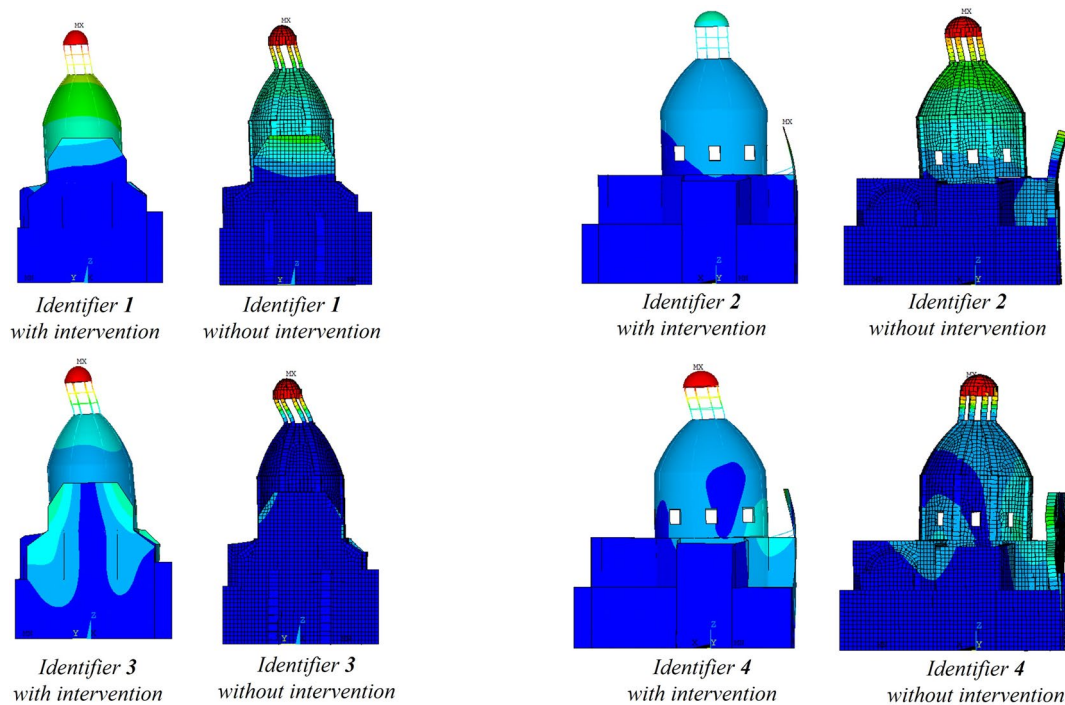 MX
MX
MX
MX
Z
Y
Z
Y
Z
Y
Z
Y
Identifier 1
with intervention
Identifier 1
without intervention
Identifier 2
with intervention
Identifier 2
without intervention
MX
MX
MX
MX
Z
Y
Z
Y
Z
Y
Z
Y
Identifier 3
with intervention
Identifier 3
without intervention
Identifier 4
with intervention
Identifier 4
without intervention